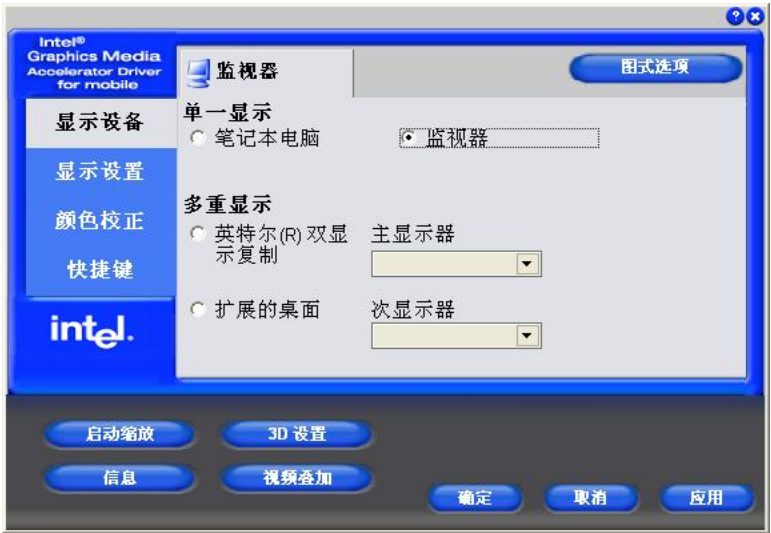 Intel®
Graphics Media
Accelerator Driver
for mobile
监视器
图式选项
显示设备
显示设置
颜色校正
快捷键
intel.
单一显示
笔记本电脑
监视器
多重显示
英特尔(R) 双显
示复制
主显示器
扩展的桌面
次显示器
启动缩放
3D 设置
信息
视频叠加
确定
取消
应用